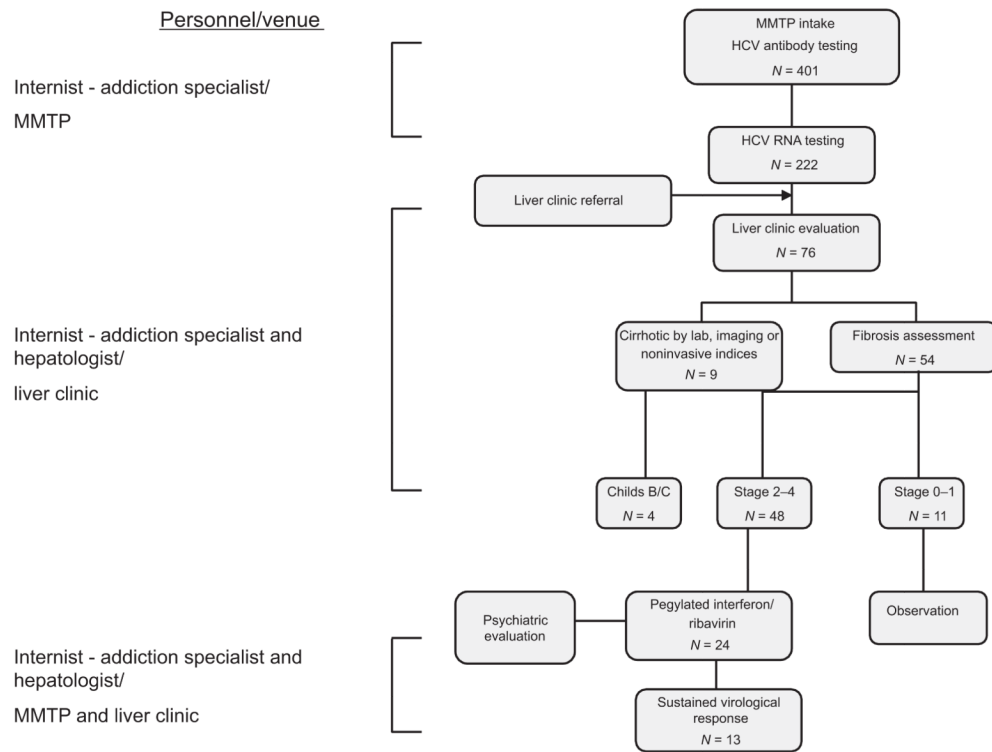 Personnel/venue
MMTP intake
HCV antibody testing
N = 401
Internist - addiction specialist/
MMTP
HCV RNA testing
N = 222
Liver clinic referral
Liver clinic evaluation
N = 76
Internist - addiction specialist and
hepatologist/
liver clinic
Cirrhotic by lab, imaging or
noninvasive indices
N = 9
Fibrosis assessment
N = 54
Childs B/C
N = 4
Stage 2–4
N = 48
Stage 0–1
N = 11
Psychiatric
evaluation
Pegylated interferon/
ribavirin
N = 24
Observation
Internist - addiction specialist and
hepatologist/
MMTP and liver clinic
Sustained virological
response
N = 13